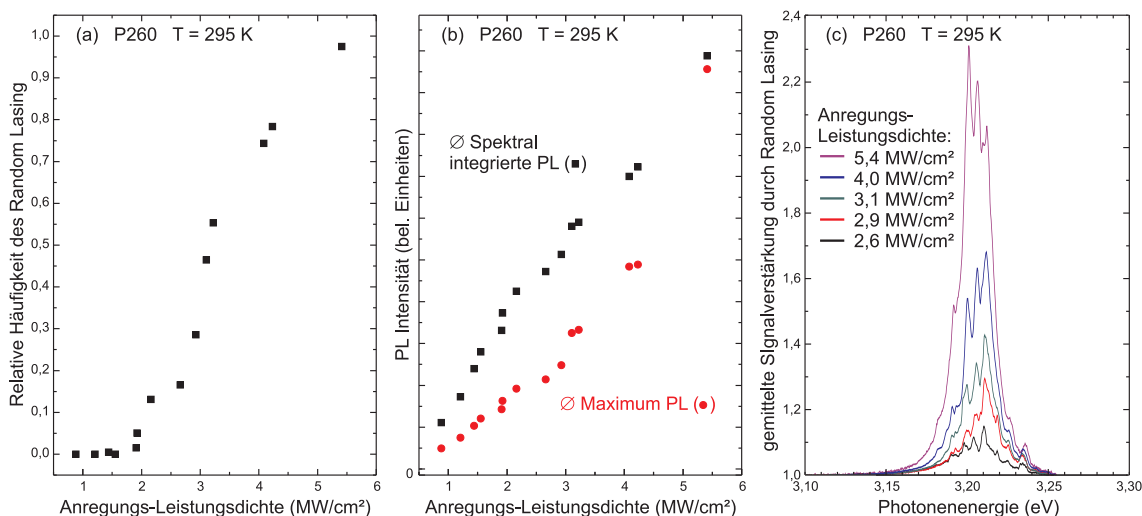 (a) P260 T = 295 K
Relative Häufigkeit des Random Lasing
1,0
0,9
0,8
0,7
0,6
0,5
0,4
0,3
0,2
0,1
0,0
1 2 3 4 5 6
Anregungs-Leistungsdichte (MW/cm²)
(b) P260 T = 295 K
PL Intensität (bel. Einheiten)
∅ Spektral
integrierte PL (■)
∅ Maximum PL (●)
0
1 2 3 4 5 6
Anregungs-Leistungsdichte (MW/cm²)
(c) P260 T = 295 K
gemittelte SIgnalverstärkung durch Random Lasing
2,4
2,2
2,0
1,8
1,6
1,4
1,2
1,0
Anregungs-
Leistungsdichte:
5,4 MW/cm²
4,0 MW/cm²
3,1 MW/cm²
2,9 MW/cm²
2,6 MW/cm²
3,10 3,15 3,20 3,25 3,30
Photonenenergie (eV)